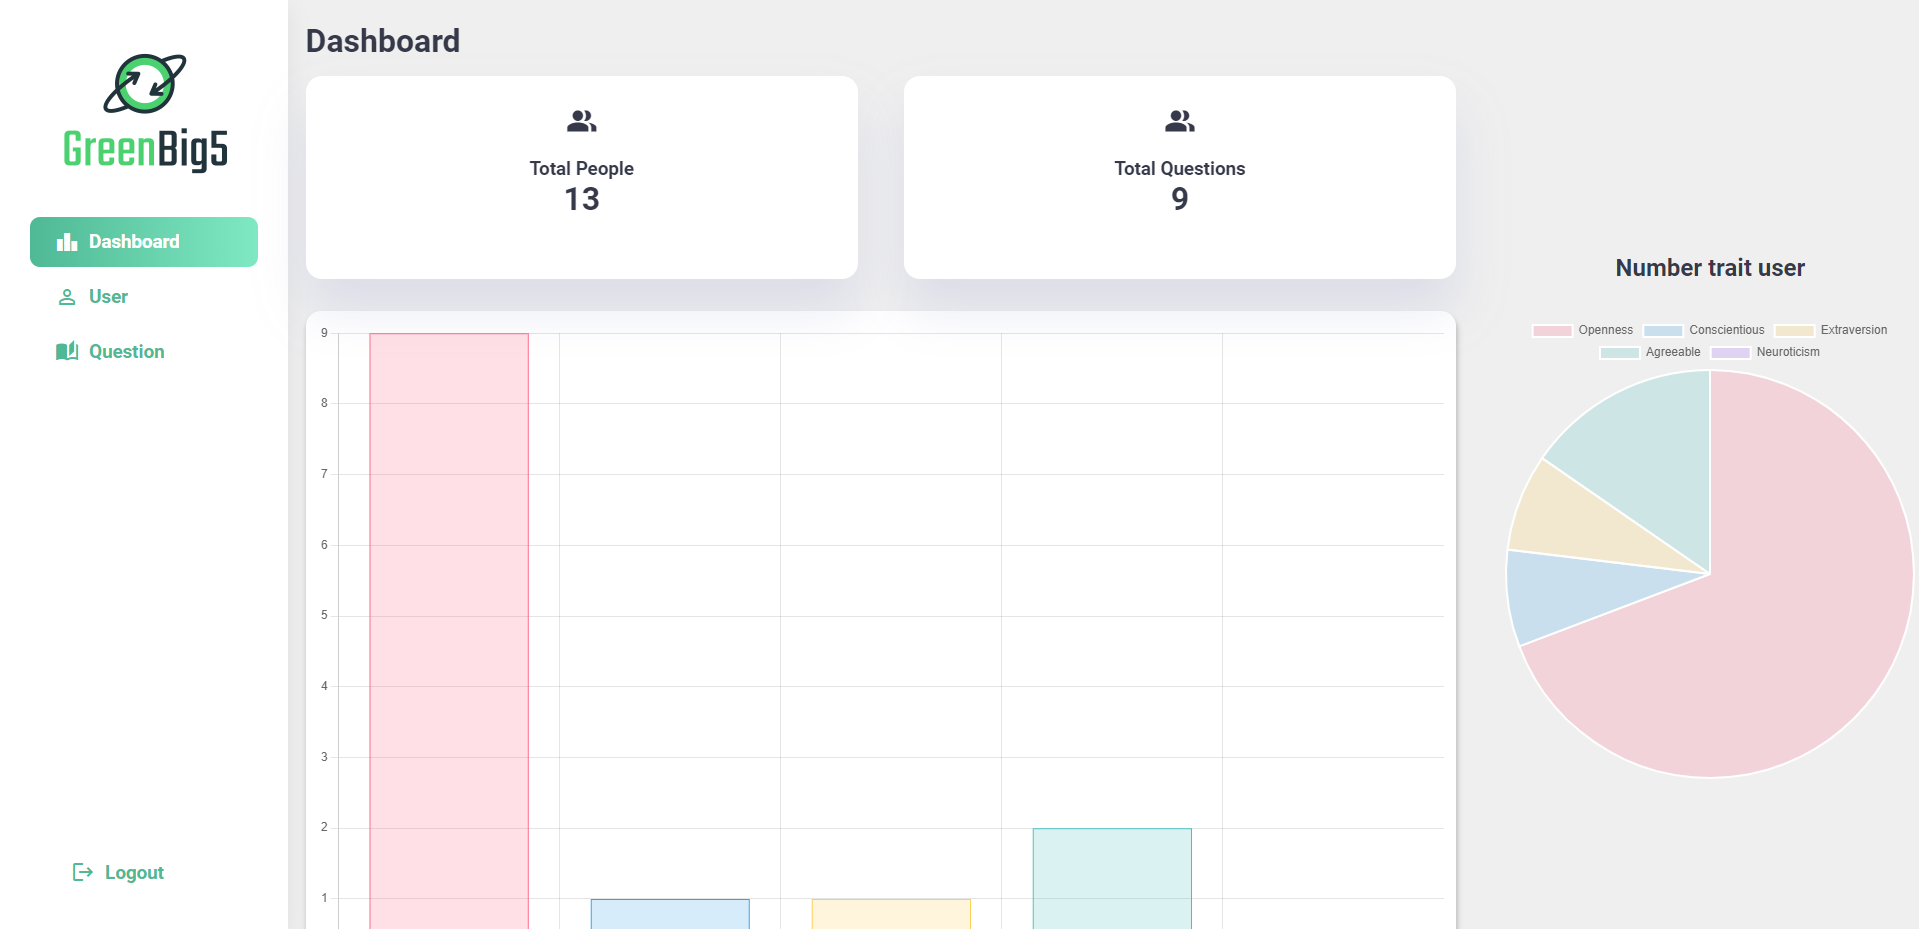 GreenBig5
Dashboard
User
Question
Logout
Dashboard
Total People
13
Total Questions
9
9
8
7
6
5
4
3
2
1
Number trait user
Openness Conscientious Extraversion
Agreeable Neuroticism